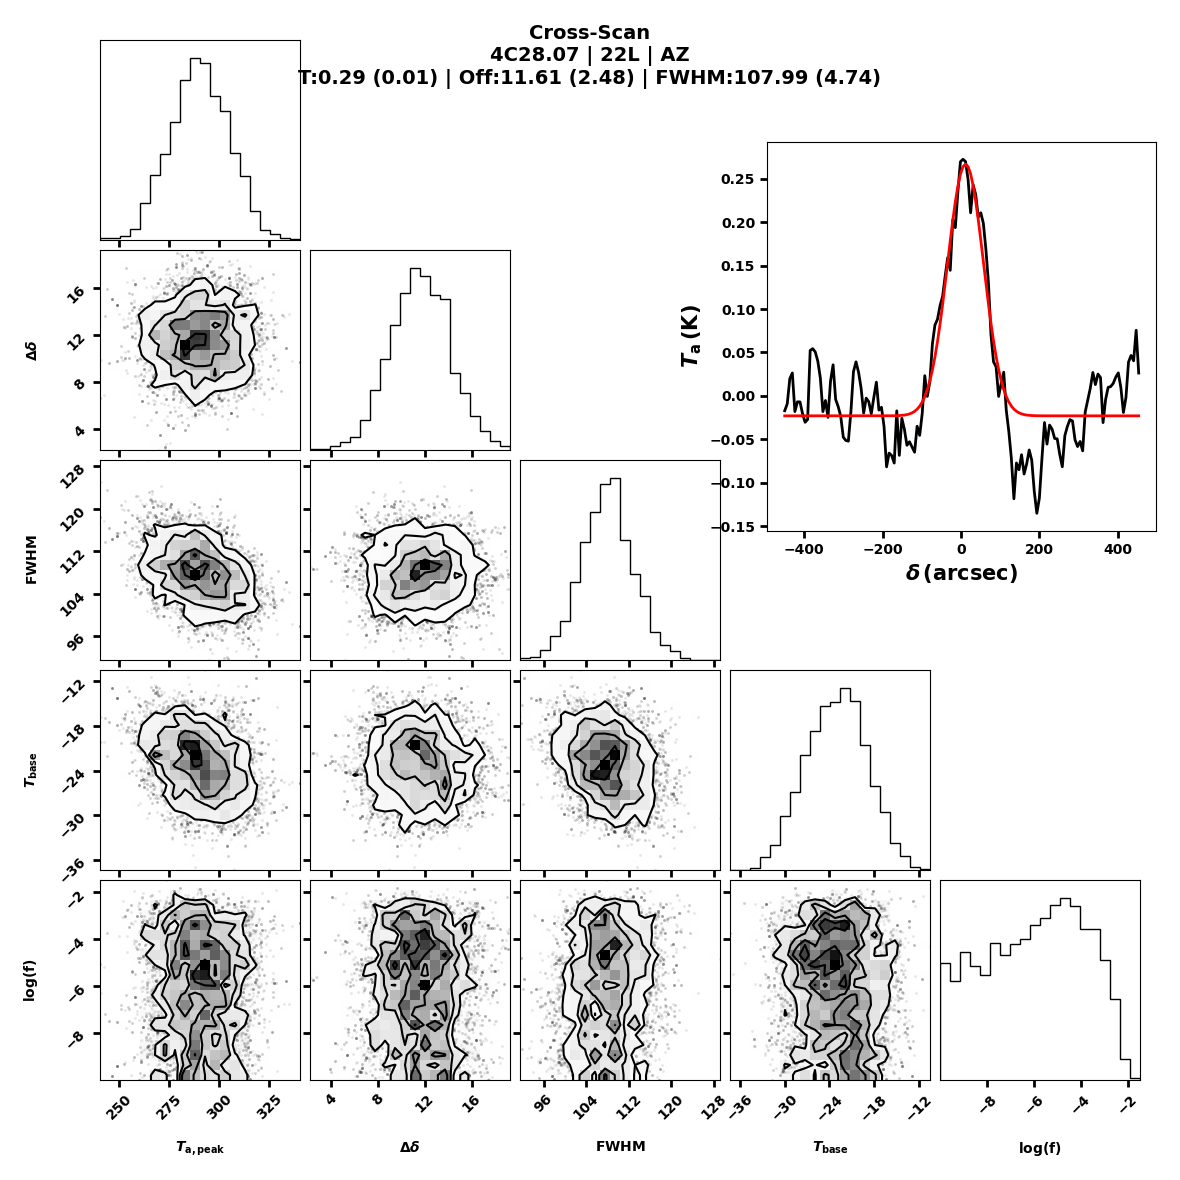 Cross-Scan
4C28.07 | 22L | AZ
T:0.29 (0.01) | Off:11.61 (2.48) | FWHM:107.99 (4.74)
0.25
0.20
0.15
0.10
0.05
0.00
−0.05
−0.10
−0.15
Ta (K)
−400 −200 0 200 400
δ (arcsec)
16
12
8
4
Δδ
128
120
112
104
96
FWHM
−12
−18
−24
−30
−36
Tbase
−2
−4
−6
−8
log(f)
250 275 300 325 4 8 12 16 96 104 112 120 128 −36 −30 −24 −18 −12 −8 −6 −4 −2
Ta,peak Δδ FWHM Tbase log(f)